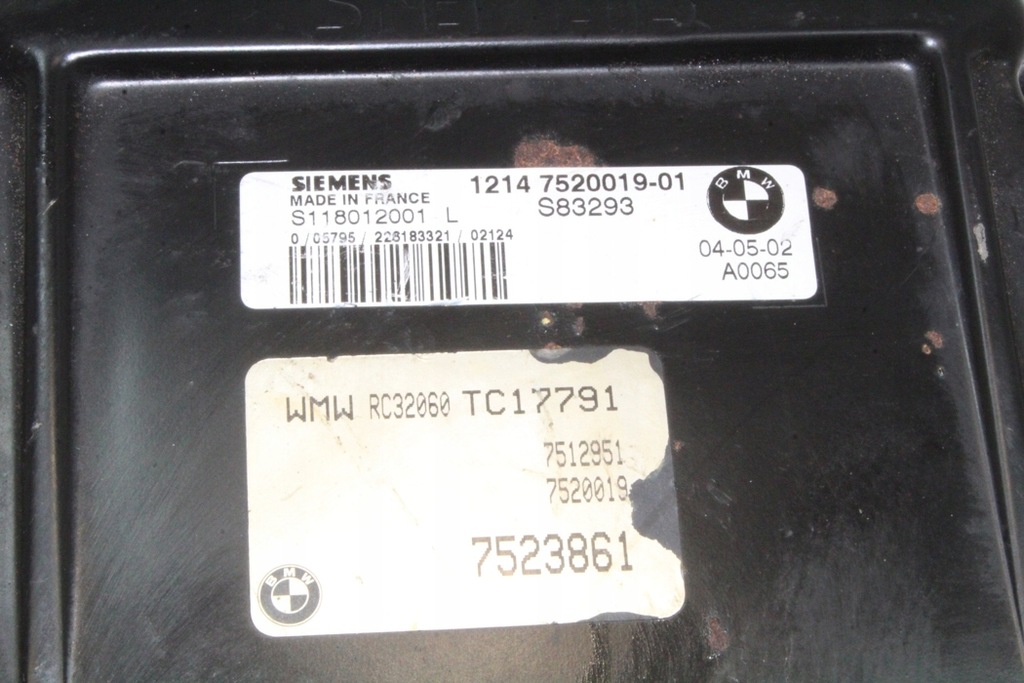 SIEMENS 1214 7520019-01 BMW
MADE IN FRANCE
S118012001 L S83293
0 / 05795 / 226183321 / 02124
04-05-02
A0065
WMW RC32060 TC17791
7512951
7520019
7523861
BMW